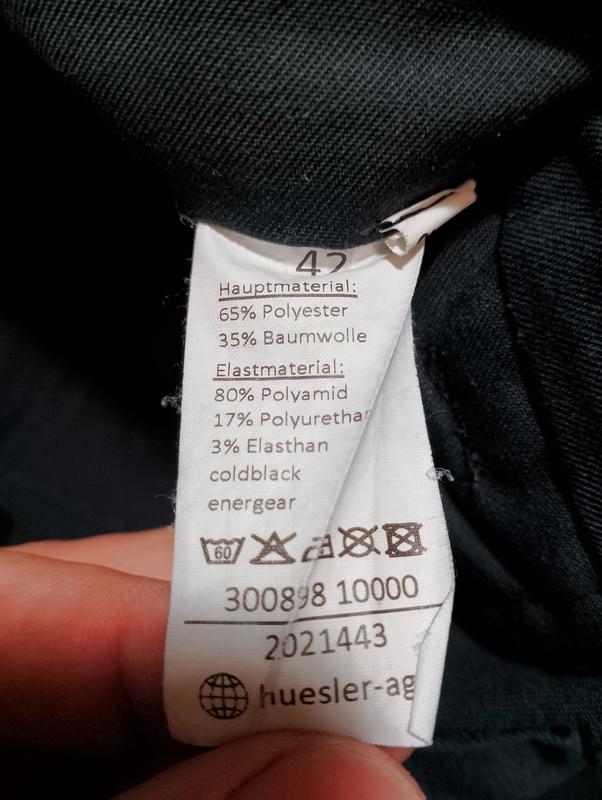 42
Hauptmaterial:
65% Polyester
35% Baumwolle
Elastmaterial:
80% Polyamid
17% Polyurethan
3% Elasthan
coldblack
energear
60
300898 10000
2021443
huesler-ag